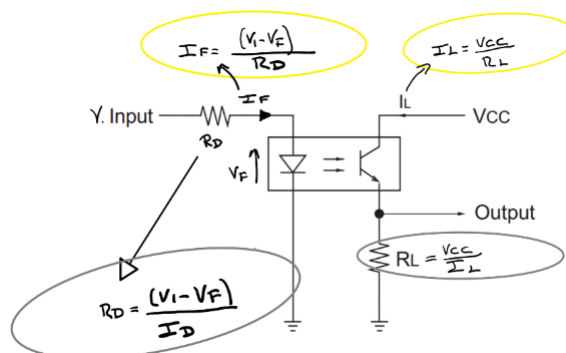 IF = (V1-VF) / RD
IL = VCC / RL
IF
IL
V. Input
RD
VCC
VF
Output
RL = VCC / IL
RD = (V1-VF) / ID